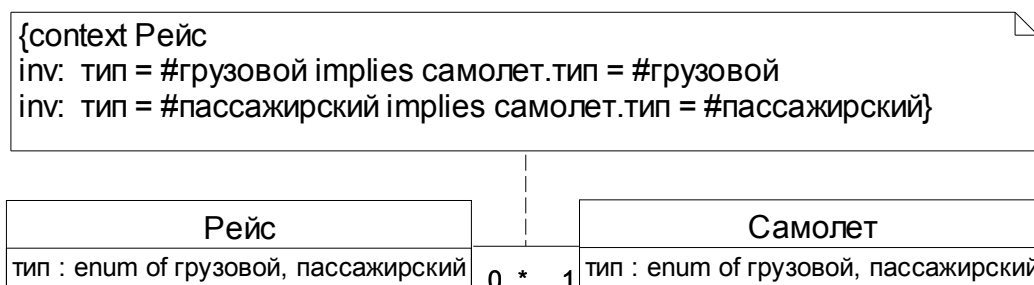 {context Рейс
inv: тип = #грузовой implies самолет.тип = #грузовой
inv: тип = #пассажирский implies самолет.тип = #пассажирский}
Рейс
Самолет
тип : enum of грузовой, пассажирский
0 * 1
тип : enum of грузовой, пассажирский